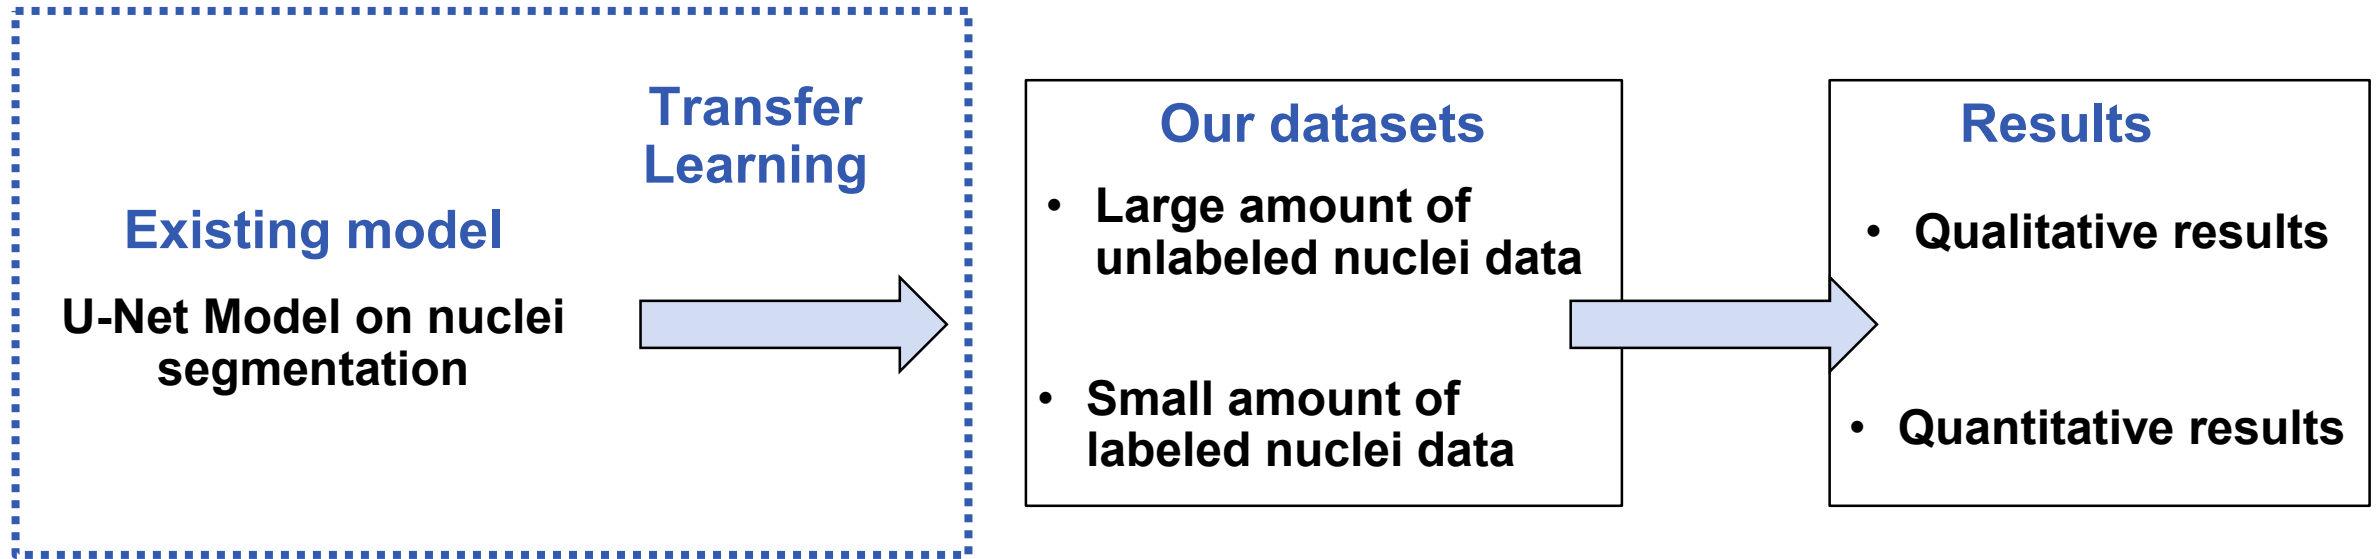 Existing model
U-Net Model on nuclei
segmentation
Transfer
Learning
Our datasets
• Large amount of
unlabeled nuclei data
• Small amount of
labeled nuclei data
Results
• Qualitative results
• Quantitative results